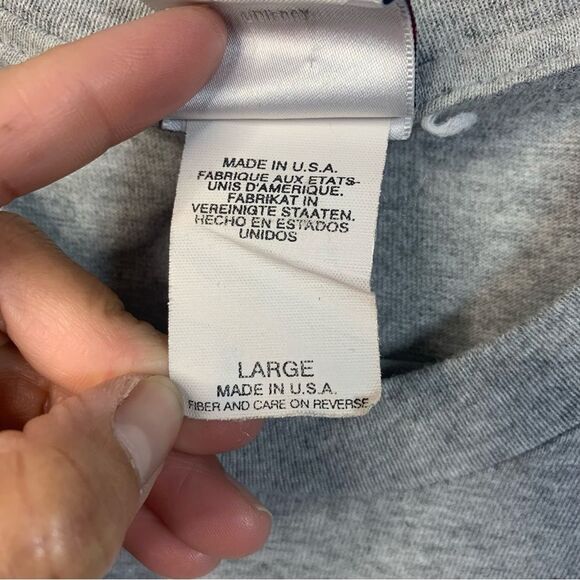 MADE IN U.S.A.
FABRIQUE AUX ETATS-
UNIS D'AMERIQUE.
FABRIKAT IN
VEREINIGTE STAATEN.
HECHO EN ESTADOS
UNIDOS
LARGE
MADE IN U.S.A.
FIBER AND CARE ON REVERSE